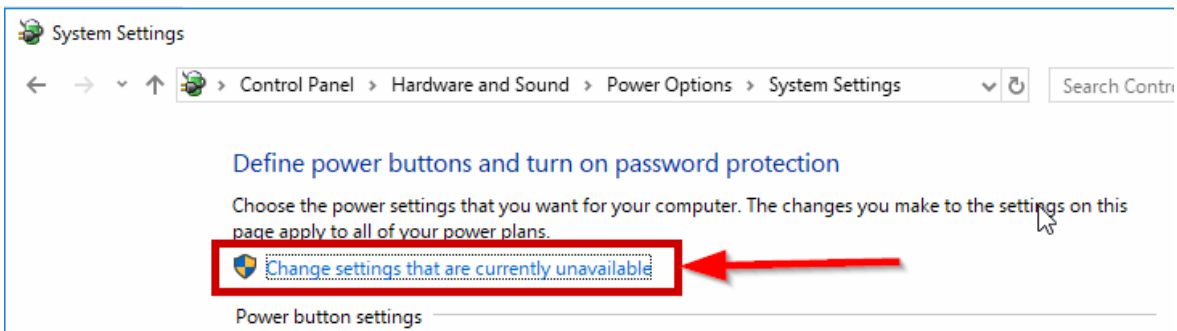 System Settings
Control Panel > Hardware and Sound > Power Options > System Settings
Search Contr
Define power buttons and turn on password protection
Choose the power settings that you want for your computer. The changes you make to the settings on this
page apply to all of your power plans.
Change settings that are currently unavailable
Power button settings